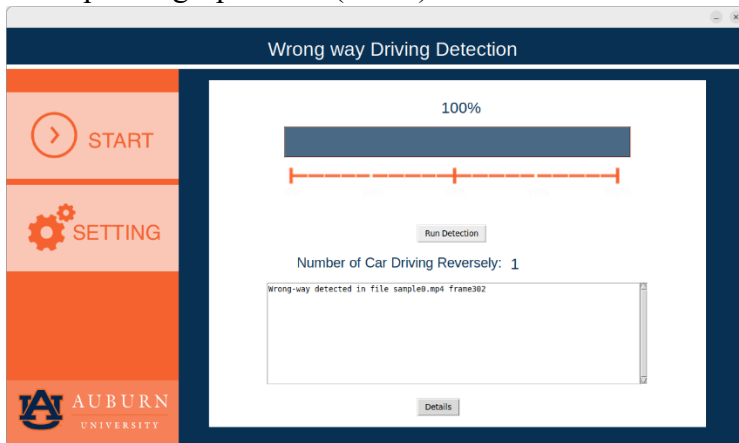 Wrong way Driving Detection
START
SETTING
100%
Run Detection
Number of Car Driving Reversely: 1
Wrong-way detected in file sample0.mp4 frame302
Details
AUBURN
UNIVERSITY